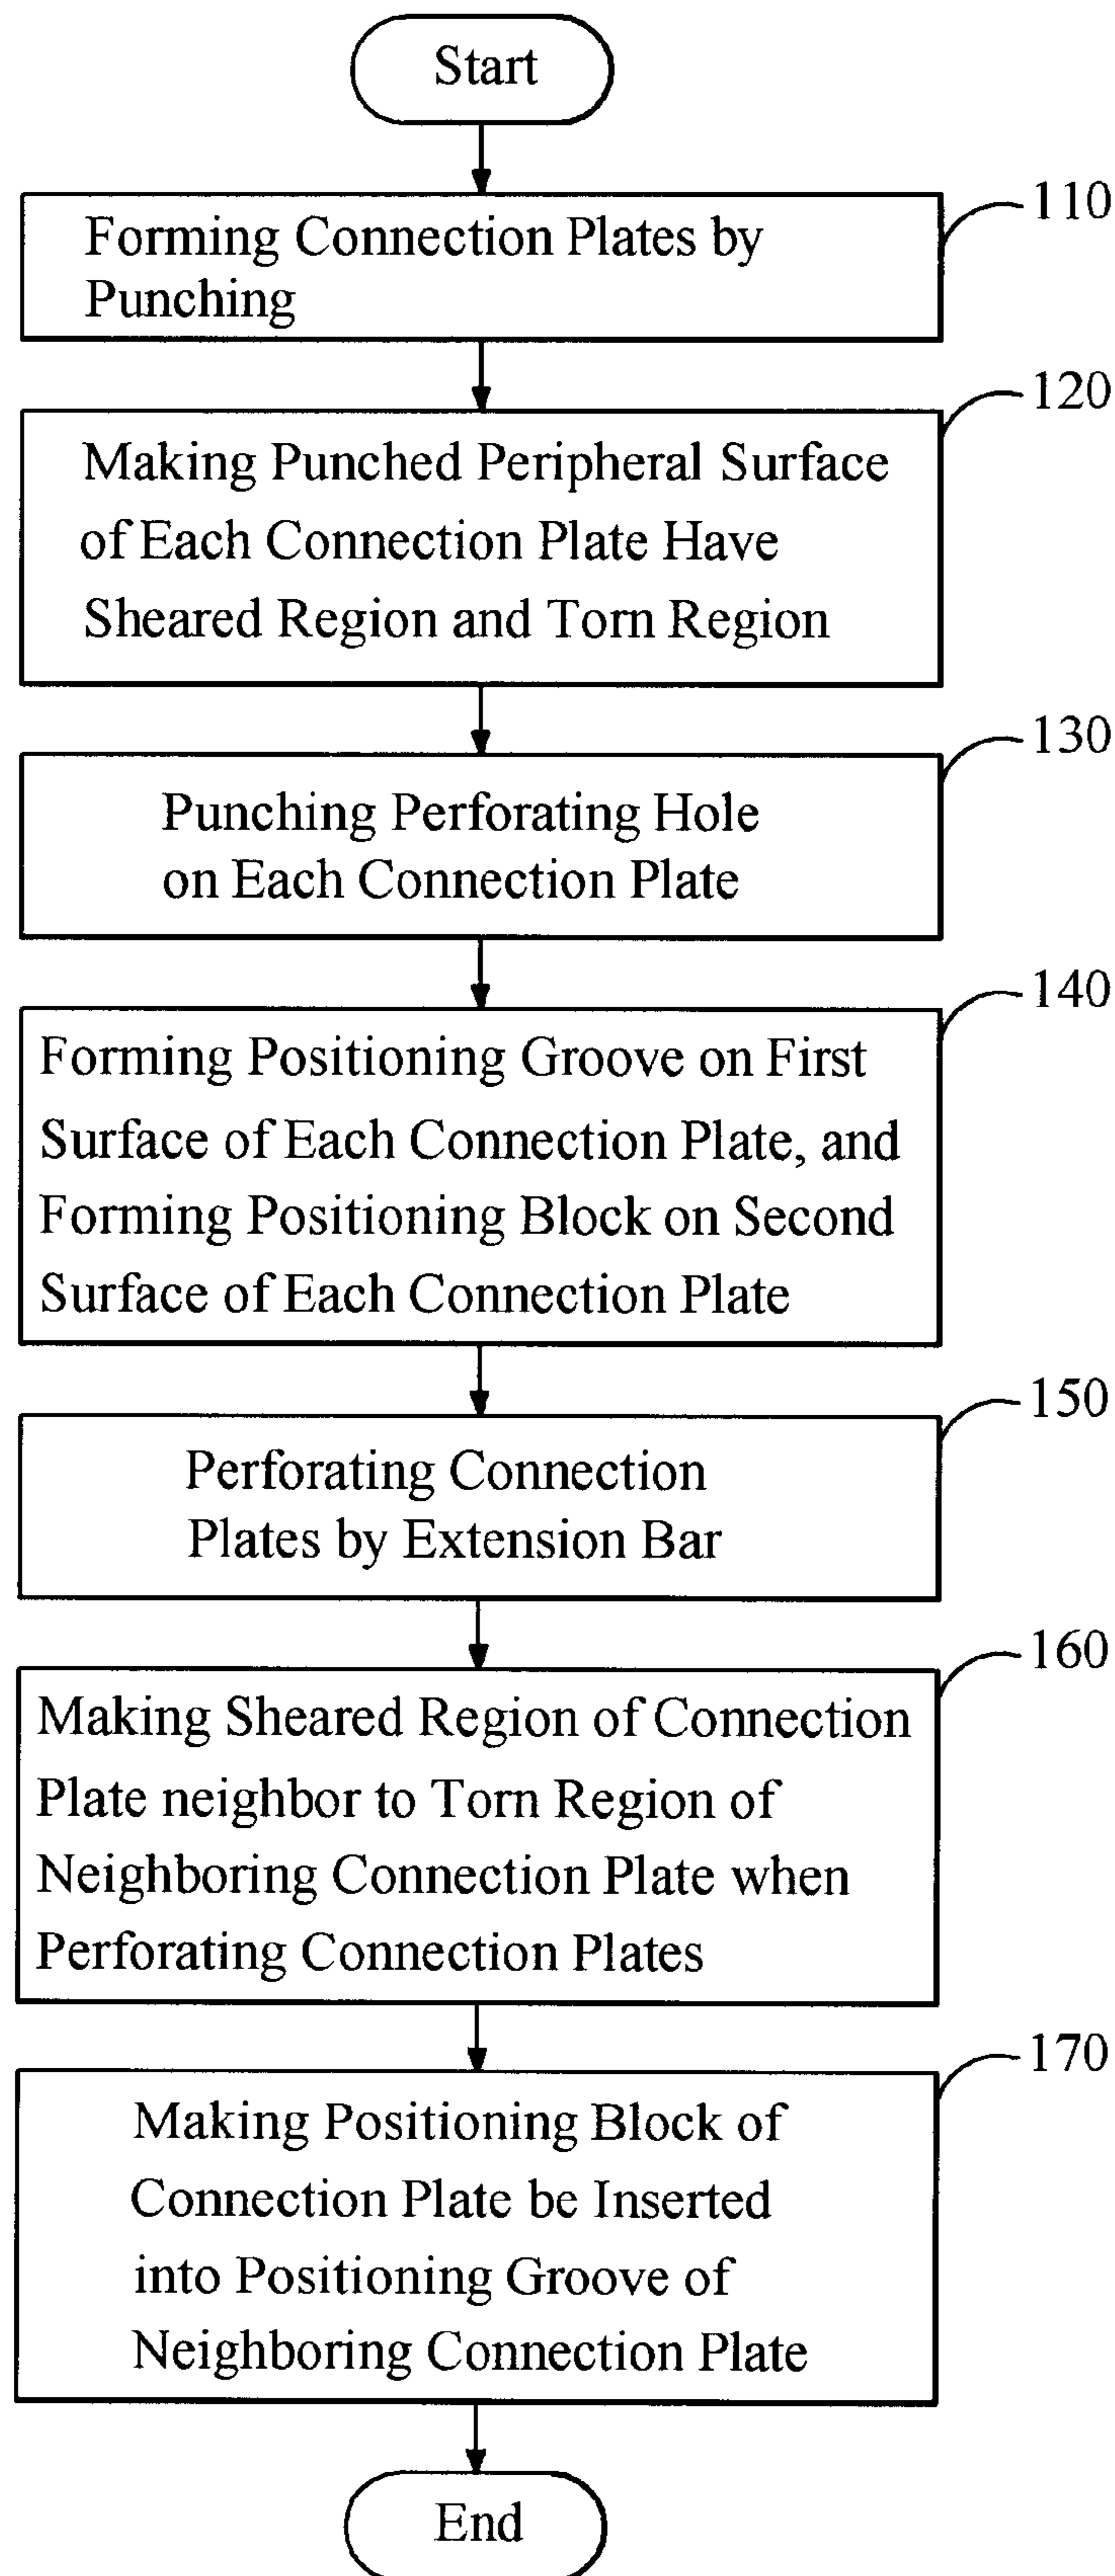 Start
110
Forming Connection Plates by
Punching
120
Making Punched Peripheral Surface
of Each Connection Plate Have
Sheared Region and Torn Region
130
Punching Perforating Hole
on Each Connection Plate
140
Forming Positioning Groove on First
Surface of Each Connection Plate, and
Forming Positioning Block on Second
Surface of Each Connection Plate
150
Perforating Connection
Plates by Extension Bar
160
Making Sheared Region of Connection
Plate neighbor to Torn Region of
Neighboring Connection Plate when
Perforating Connection Plates
170
Making Positioning Block of
Connection Plate be Inserted
into Positioning Groove of
Neighboring Connection Plate
End